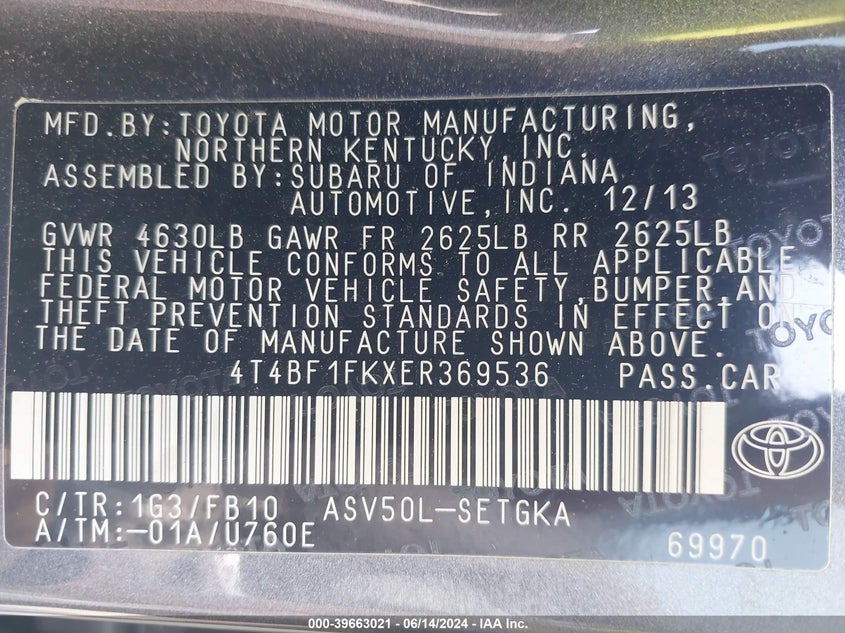 MFD.BY:TOYOTA MOTOR MANUFACTURING,
NORTHERN KENTUCKY,INC.
ASSEMBLED BY:SUBARU OF INDIANA
AUTOMOTIVE,INC. 12/13
GVWR 4630LB GAWR FR 2625LB RR 2625LB
THIS VEHICLE CONFORMS TO ALL APPLICABLE
FEDERAL MOTOR VEHICLE SAFETY,BUMPER,AND
THEFT PREVENTION STANDARDS IN EFFECT ON
THE DATE OF MANUFACTURE SHOWN ABOVE.
4T4BF1FKXER369536 PASS.CAR
C/TR:1G3/FB10 ASV50L-SETGKA
A/TM:-01A/U760E
69970
000-39663021 | 06/14/2024 - © IAA, Inc.